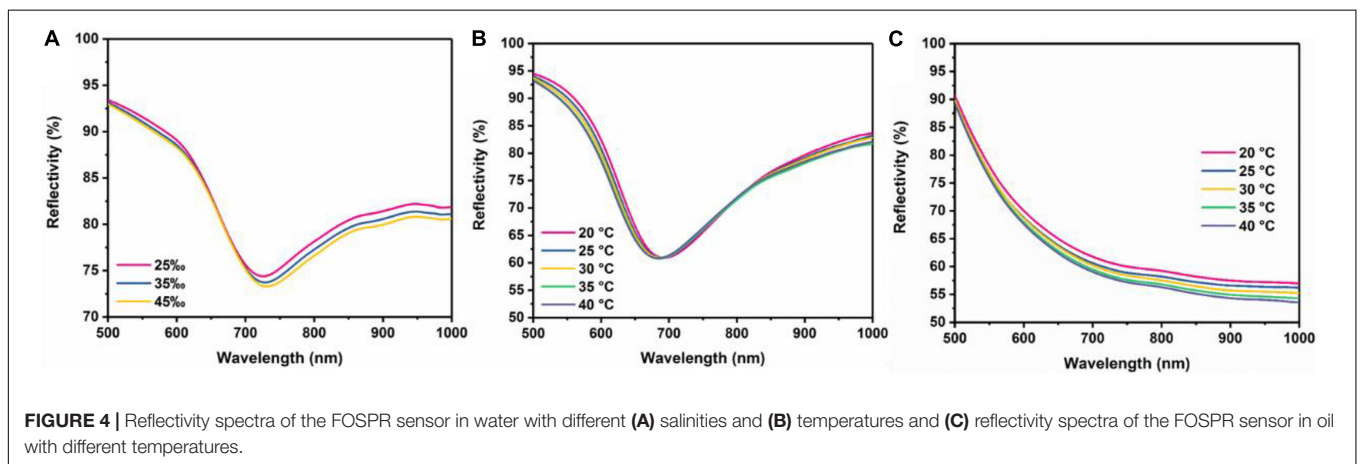 A
100
95
90
85
80
75
70
500 600 700 800 900 1000
Reflectivity (%)
Wavelength (nm)
25‰
35‰
45‰
B
100
95
90
85
80
75
70
65
60
55
50
500 600 700 800 900 1000
Reflectivity (%)
Wavelength (nm)
20 °C
25 °C
30 °C
35 °C
40 °C
C
100
95
90
85
80
75
70
65
60
55
50
500 600 700 800 900 1000
Reflectivity (%)
Wavelength (nm)
20 °C
25 °C
30 °C
35 °C
40 °C
FIGURE 4 | Reflectivity spectra of the FOSPR sensor in water with different (A) salinities and (B) temperatures and (C) reflectivity spectra of the FOSPR sensor in oil
with different temperatures.